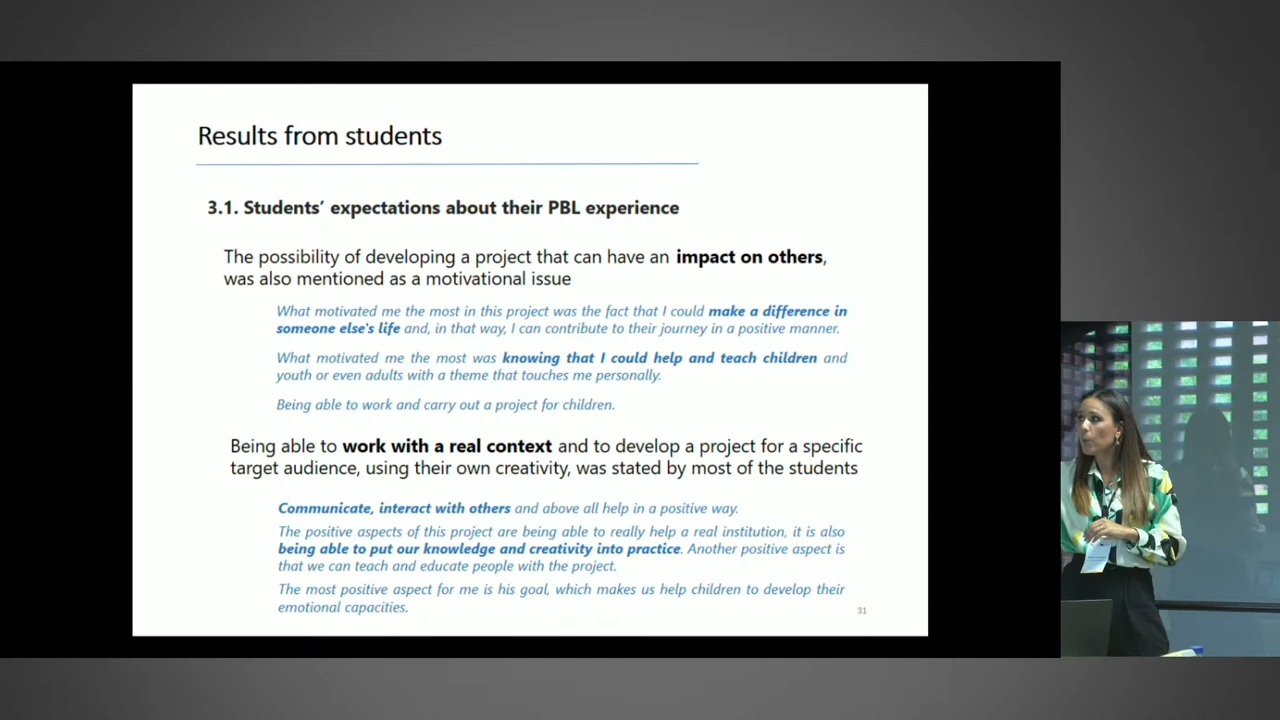 Results from students
3.1. Students' expectations about their PBL experience
The possibility of developing a project that can have an impact on others,
was also mentioned as a motivational issue
What motivated me the most in this project was the fact that I could make a difference in
someone else's life and, in that way, I can contribute to their journey in a positive manner.
What motivated me the most was knowing that I could help and teach children and
youth or even adults with a theme that touches me personally.
Being able to work and carry out a project for children.
Being able to work with a real context and to develop a project for a specific
target audience, using their own creativity, was stated by most of the students
Communicate, interact with others and above all help in a positive way.
The positive aspects of this project are being able to really help a real institution, it is also
being able to put our knowledge and creativity into practice. Another positive aspect is
that we can teach and educate people with the project.
The most positive aspect for me is his goal, which makes us help children to develop their
emotional capacities.
31